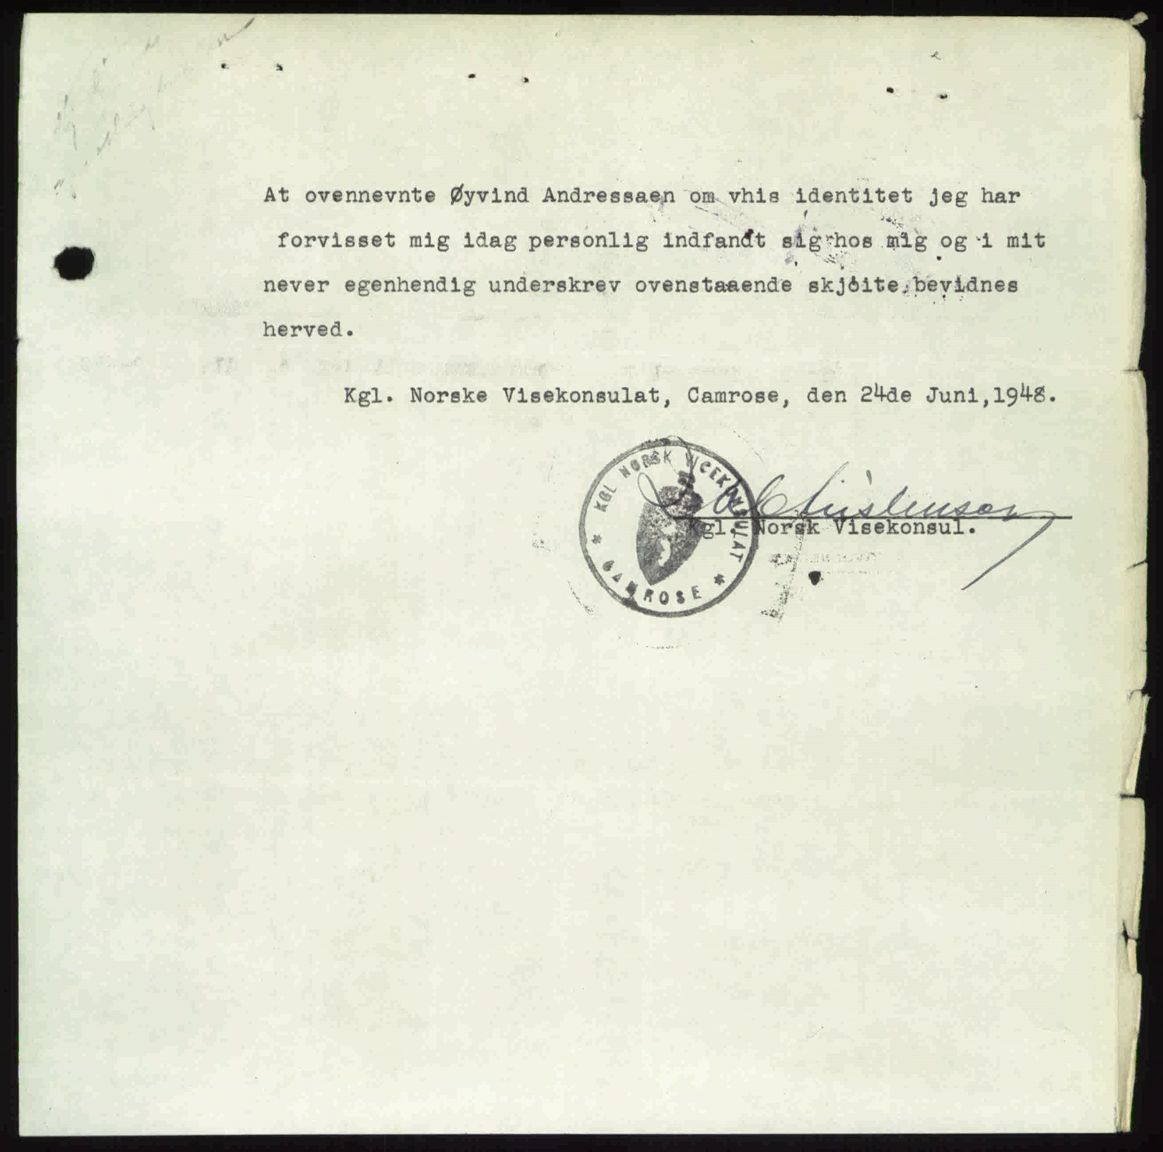 At ovennevnte Øyvind Andressaen om vhis identitet jeg har
forvisset mig idag personlig indfandt sig hos mig og i mit
never egenhendig underskrev ovenstaaende skjöite, bevidnes
herved.
Kgl. Norske Visekonsulat, Camrose, den 24de Juni, 1948.
KGL NORSK VICEKONSULAT
* CAMROSE *
Christenson
Kgl. Norsk Visekonsul.